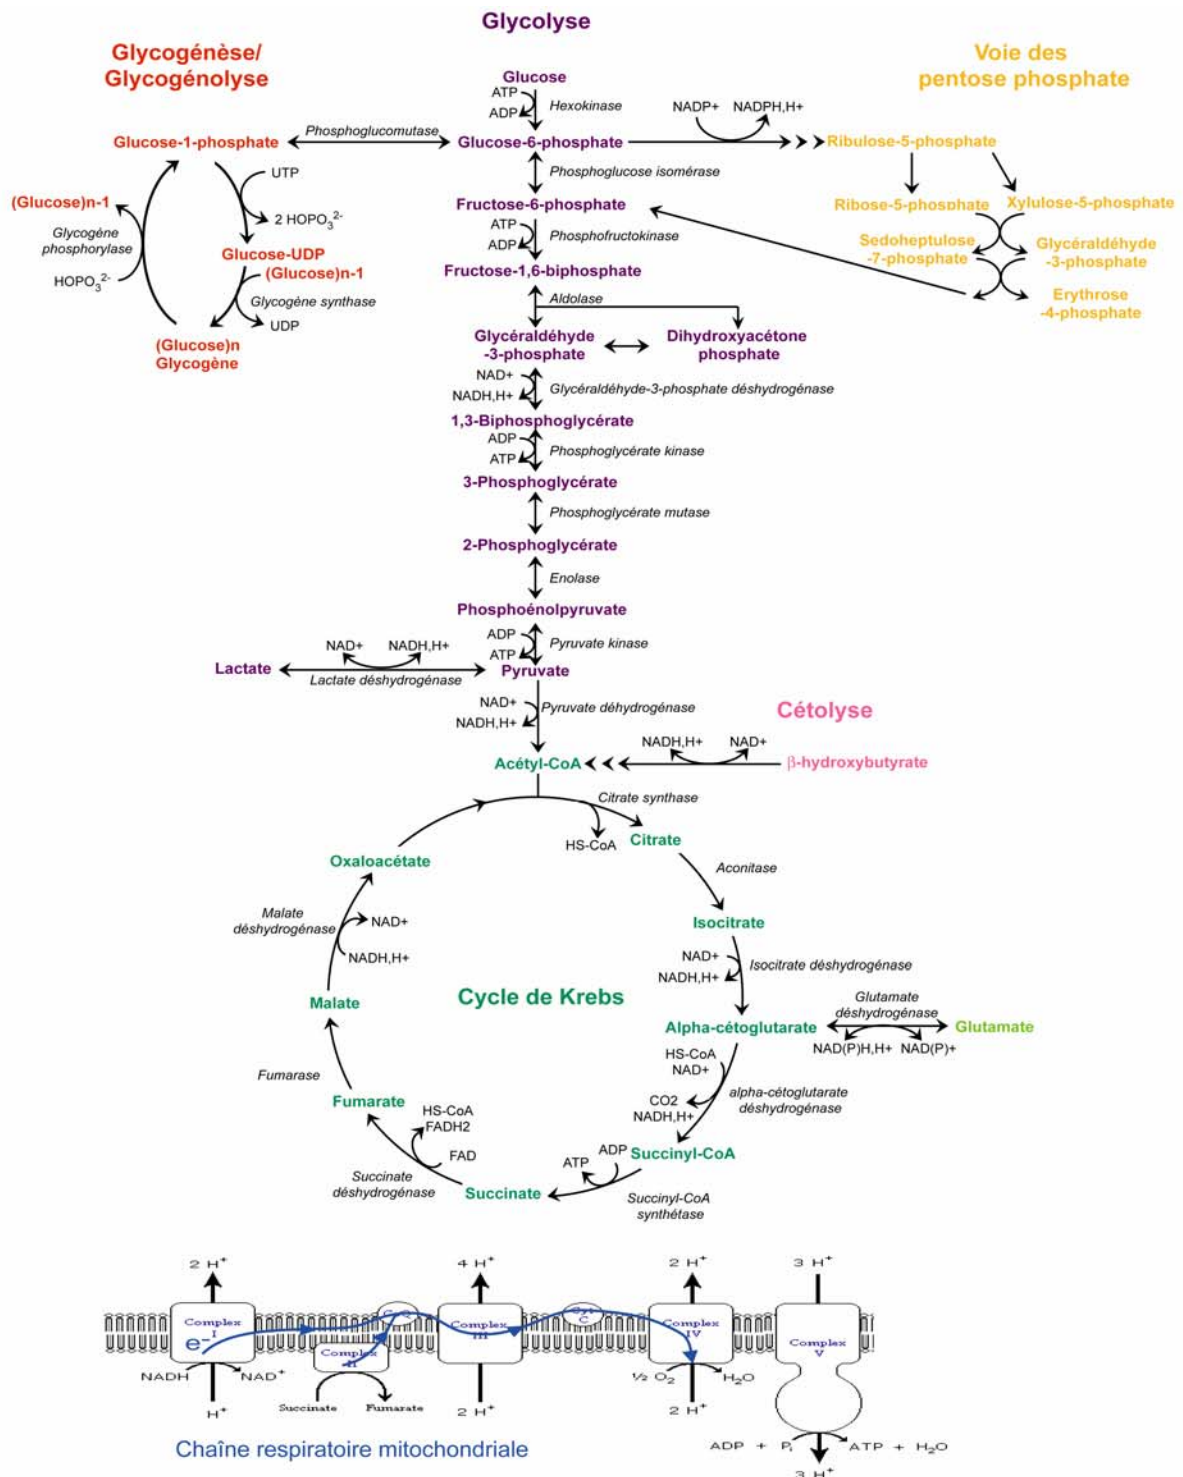 Glycolyse
Glycogénèse/
Glycogénolyse
Voie des
pentose phosphate
Glucose
ATP
ADP
Hexokinase
NADP+
NADPH,H+
Glucose-1-phosphate
Phosphoglucomutase
Glucose-6-phosphate
Ribulose-5-phosphate
UTP
Phosphoglucose isomérase
(Glucose)n-1
2 HOPO₃²⁻
Fructose-6-phosphate
Ribose-5-phosphate
Xylulose-5-phosphate
Glycogène
phosphorylase
ATP
ADP
Phosphofructokinase
Sedoheptulose
-7-phosphate
Glycéraldéhyde
-3-phosphate
Glucose-UDP
(Glucose)n-1
HOPO₃²⁻
Fructose-1,6-biphosphate
Glycogène synthase
UDP
Aldolase
Erythrose
-4-phosphate
(Glucose)n
Glycogène
Glycéraldéhyde
-3-phosphate
Dihydroxyacétone
phosphate
NAD+
NADH,H+
Glycéraldéhyde-3-phosphate déshydrogénase
1,3-Biphosphoglycérate
ADP
ATP
Phosphoglycérate kinase
3-Phosphoglycérate
Phosphoglycérate mutase
2-Phosphoglycérate
Enolase
Phosphoénolpyruvate
ADP
ATP
Pyruvate kinase
NAD+
NADH,H+
Lactate
Lactate déshydrogénase
Pyruvate
NAD+
NADH,H+
Pyruvate déhydrogénase
Cétolyse
NADH,H+
NAD+
Acétyl-CoA
β-hydroxybutyrate
Citrate synthase
HS-CoA
Citrate
Oxaloacétate
Aconitase
Malate
déshydrogénase
NAD+
NADH,H+
Isocitrate
NAD+
NADH,H+
Isocitrate déshydrogénase
Cycle de Krebs
Malate
Glutamate
déshydrogénase
Alpha-cétoglutarate
Glutamate
NAD(P)H,H+
NAD(P)+
HS-CoA
NAD+
Fumarase
CO2
NADH,H+
alpha-cétoglutarate
déshydrogénase
Fumarate
HS-CoA
FADH2
FAD
ADP
ATP
Succinyl-CoA
Succinate
déshydrogénase
Succinate
Succinyl-CoA
synthétase
2 H⁺
4 H⁺
2 H⁺
3 H⁺
Complex
I
e⁻
CoQ
Complex
III
Cyt
C
Complex
IV
Complex
V
Complex
II
NADH
NAD⁺
½ O₂
H₂O
H⁺
Succinate
Fumarate
2 H⁺
2 H⁺
Chaîne respiratoire mitochondriale
ADP + Pᵢ
ATP + H₂O
3 H⁺